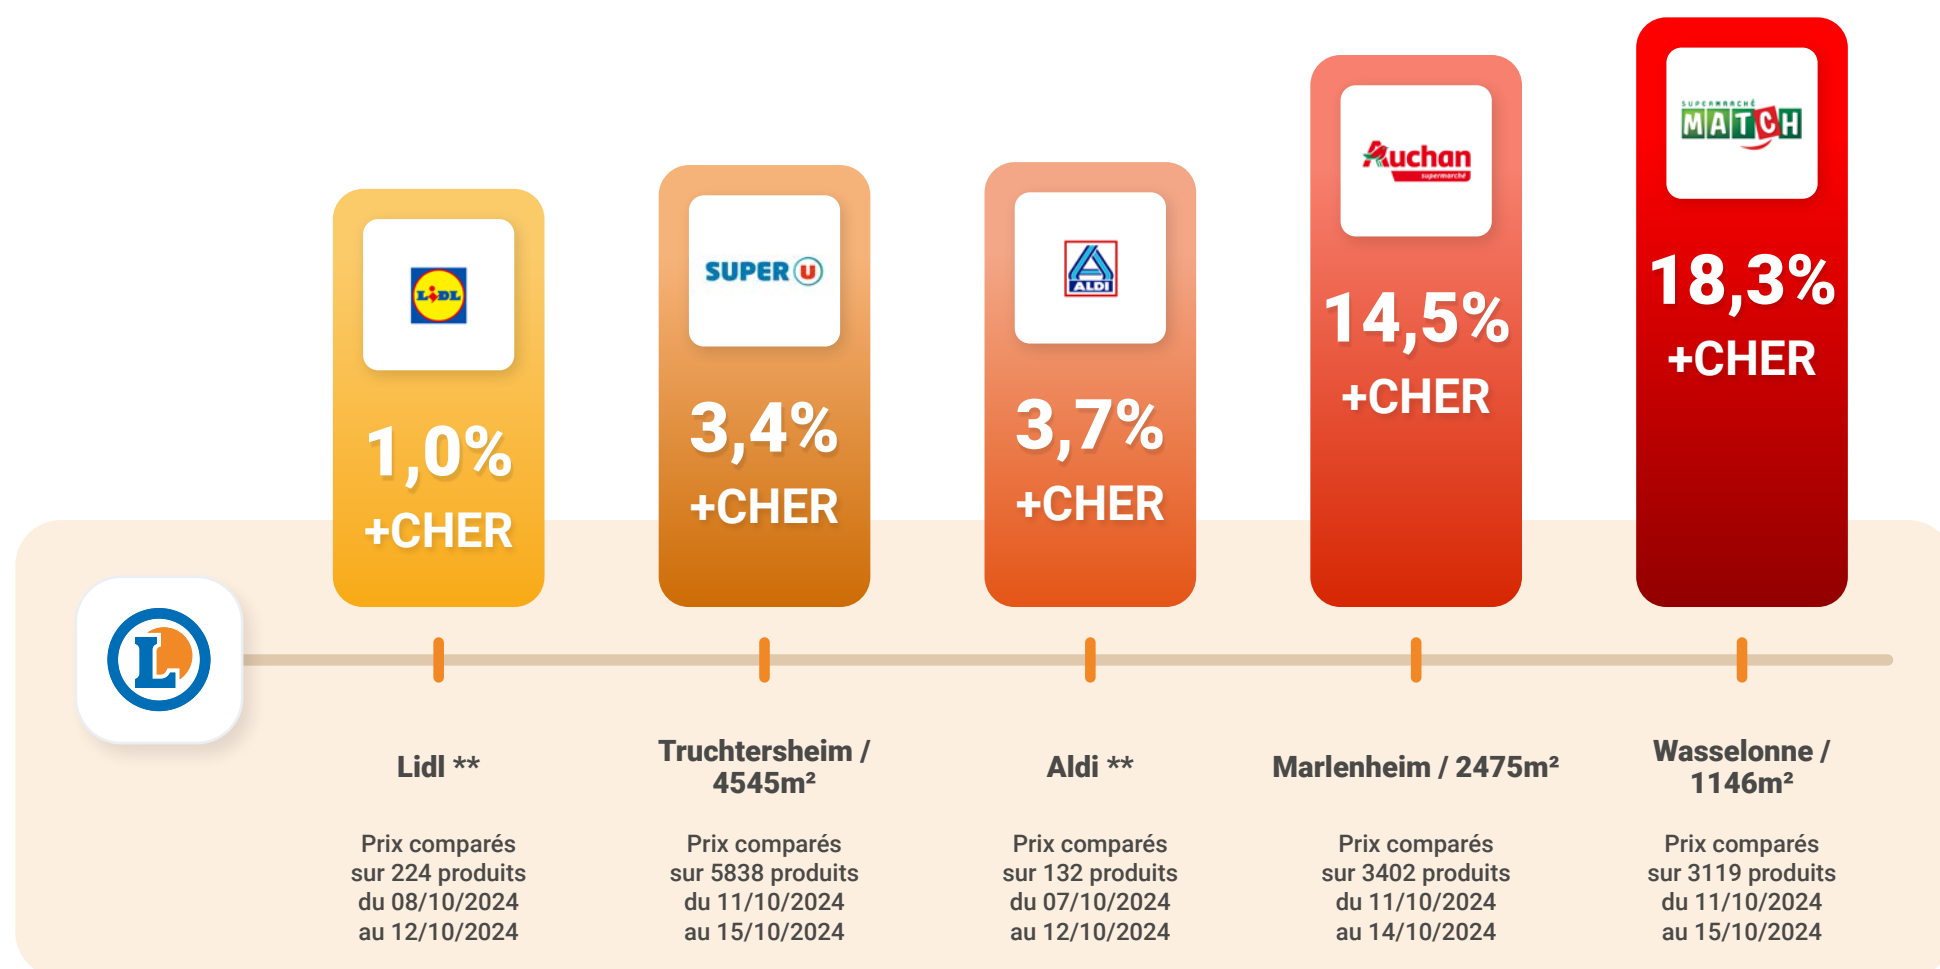 LiDL
1,0%
+CHER
SUPER U
3,4%
+CHER
ALDI
3,7%
+CHER
Auchan
supermarché
14,5%
+CHER
SUPERMARCHÉ
MATCH
18,3%
+CHER
L
Lidl **
Prix comparés
sur 224 produits
du 08/10/2024
au 12/10/2024
Truchtersheim /
4545m²
Prix comparés
sur 5838 produits
du 11/10/2024
au 15/10/2024
Aldi **
Prix comparés
sur 132 produits
du 07/10/2024
au 12/10/2024
Marlenheim / 2475m²
Prix comparés
sur 3402 produits
du 11/10/2024
au 14/10/2024
Wasselonne /
1146m²
Prix comparés
sur 3119 produits
du 11/10/2024
au 15/10/2024